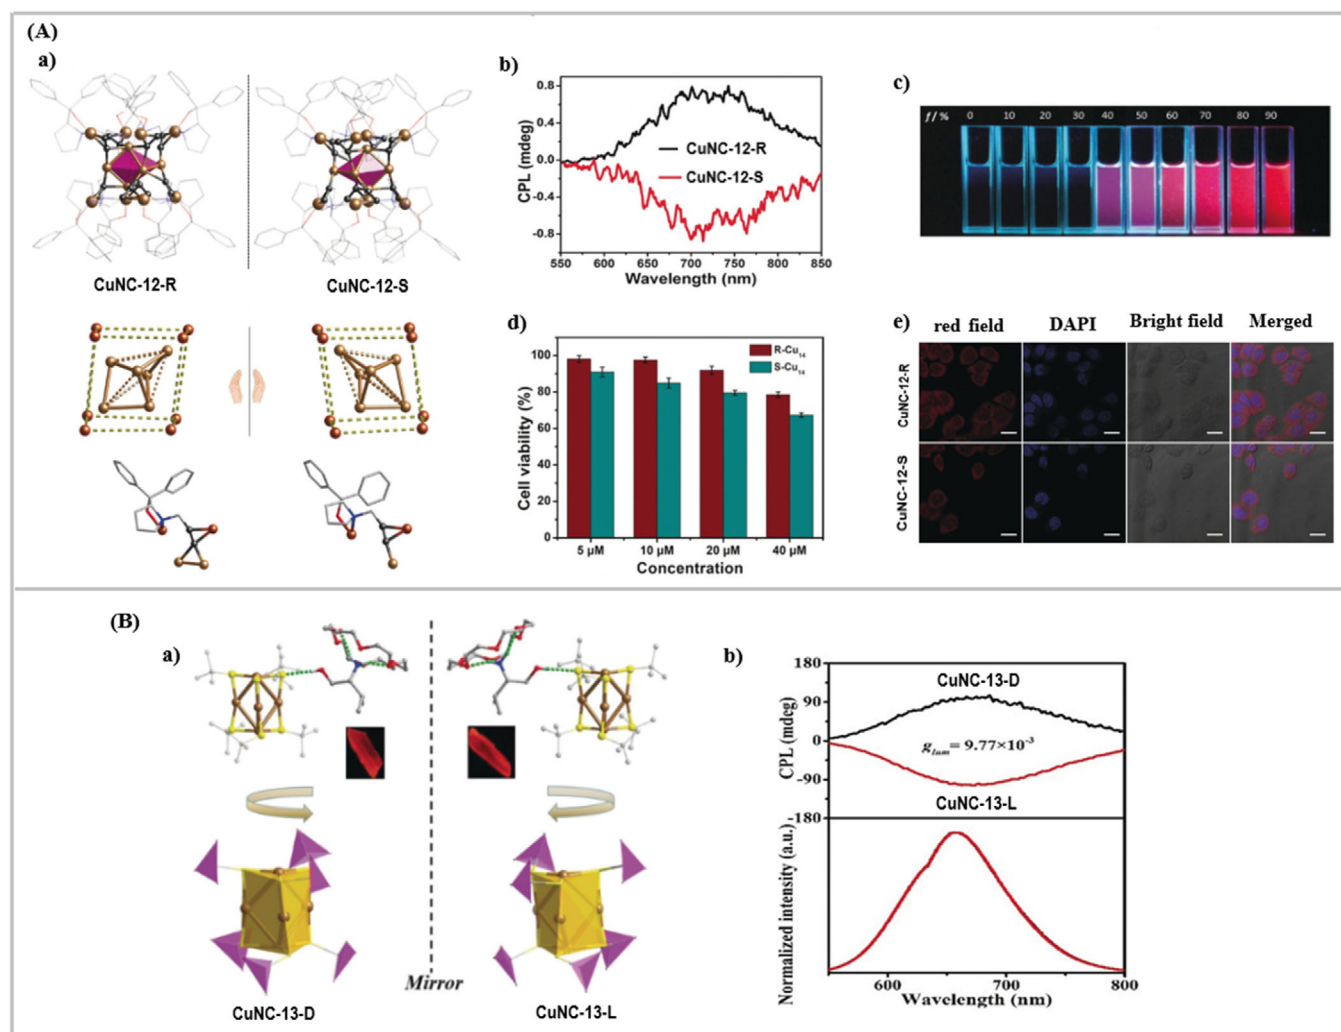 (A)
a)
CuNC-12-R
CuNC-12-S
b)
CPL (mdeg)
0.8
0.4
0.0
-0.4
-0.8
CuNC-12-R
CuNC-12-S
550 600 650 700 750 800 850
Wavelength (nm)
c)
f/ % 0 10 20 30 40 50 60 70 80 90
d)
Cell viability (%)
100
80
60
40
20
0
R-Cu14
S-Cu14
5 µM 10 µM 20 µM 40 µM
Concentration
e)
red field DAPI Bright field Merged
CuNC-12-R
CuNC-12-S
(B)
a)
Mirror
CuNC-13-D
CuNC-13-L
b)
CPL (mdeg)
180
90
0
-90
-180
CuNC-13-D
gLum= 9.77×10-3
CuNC-13-L
Normalized intensity (a.u.)
600 700 800
Wavelength (nm)